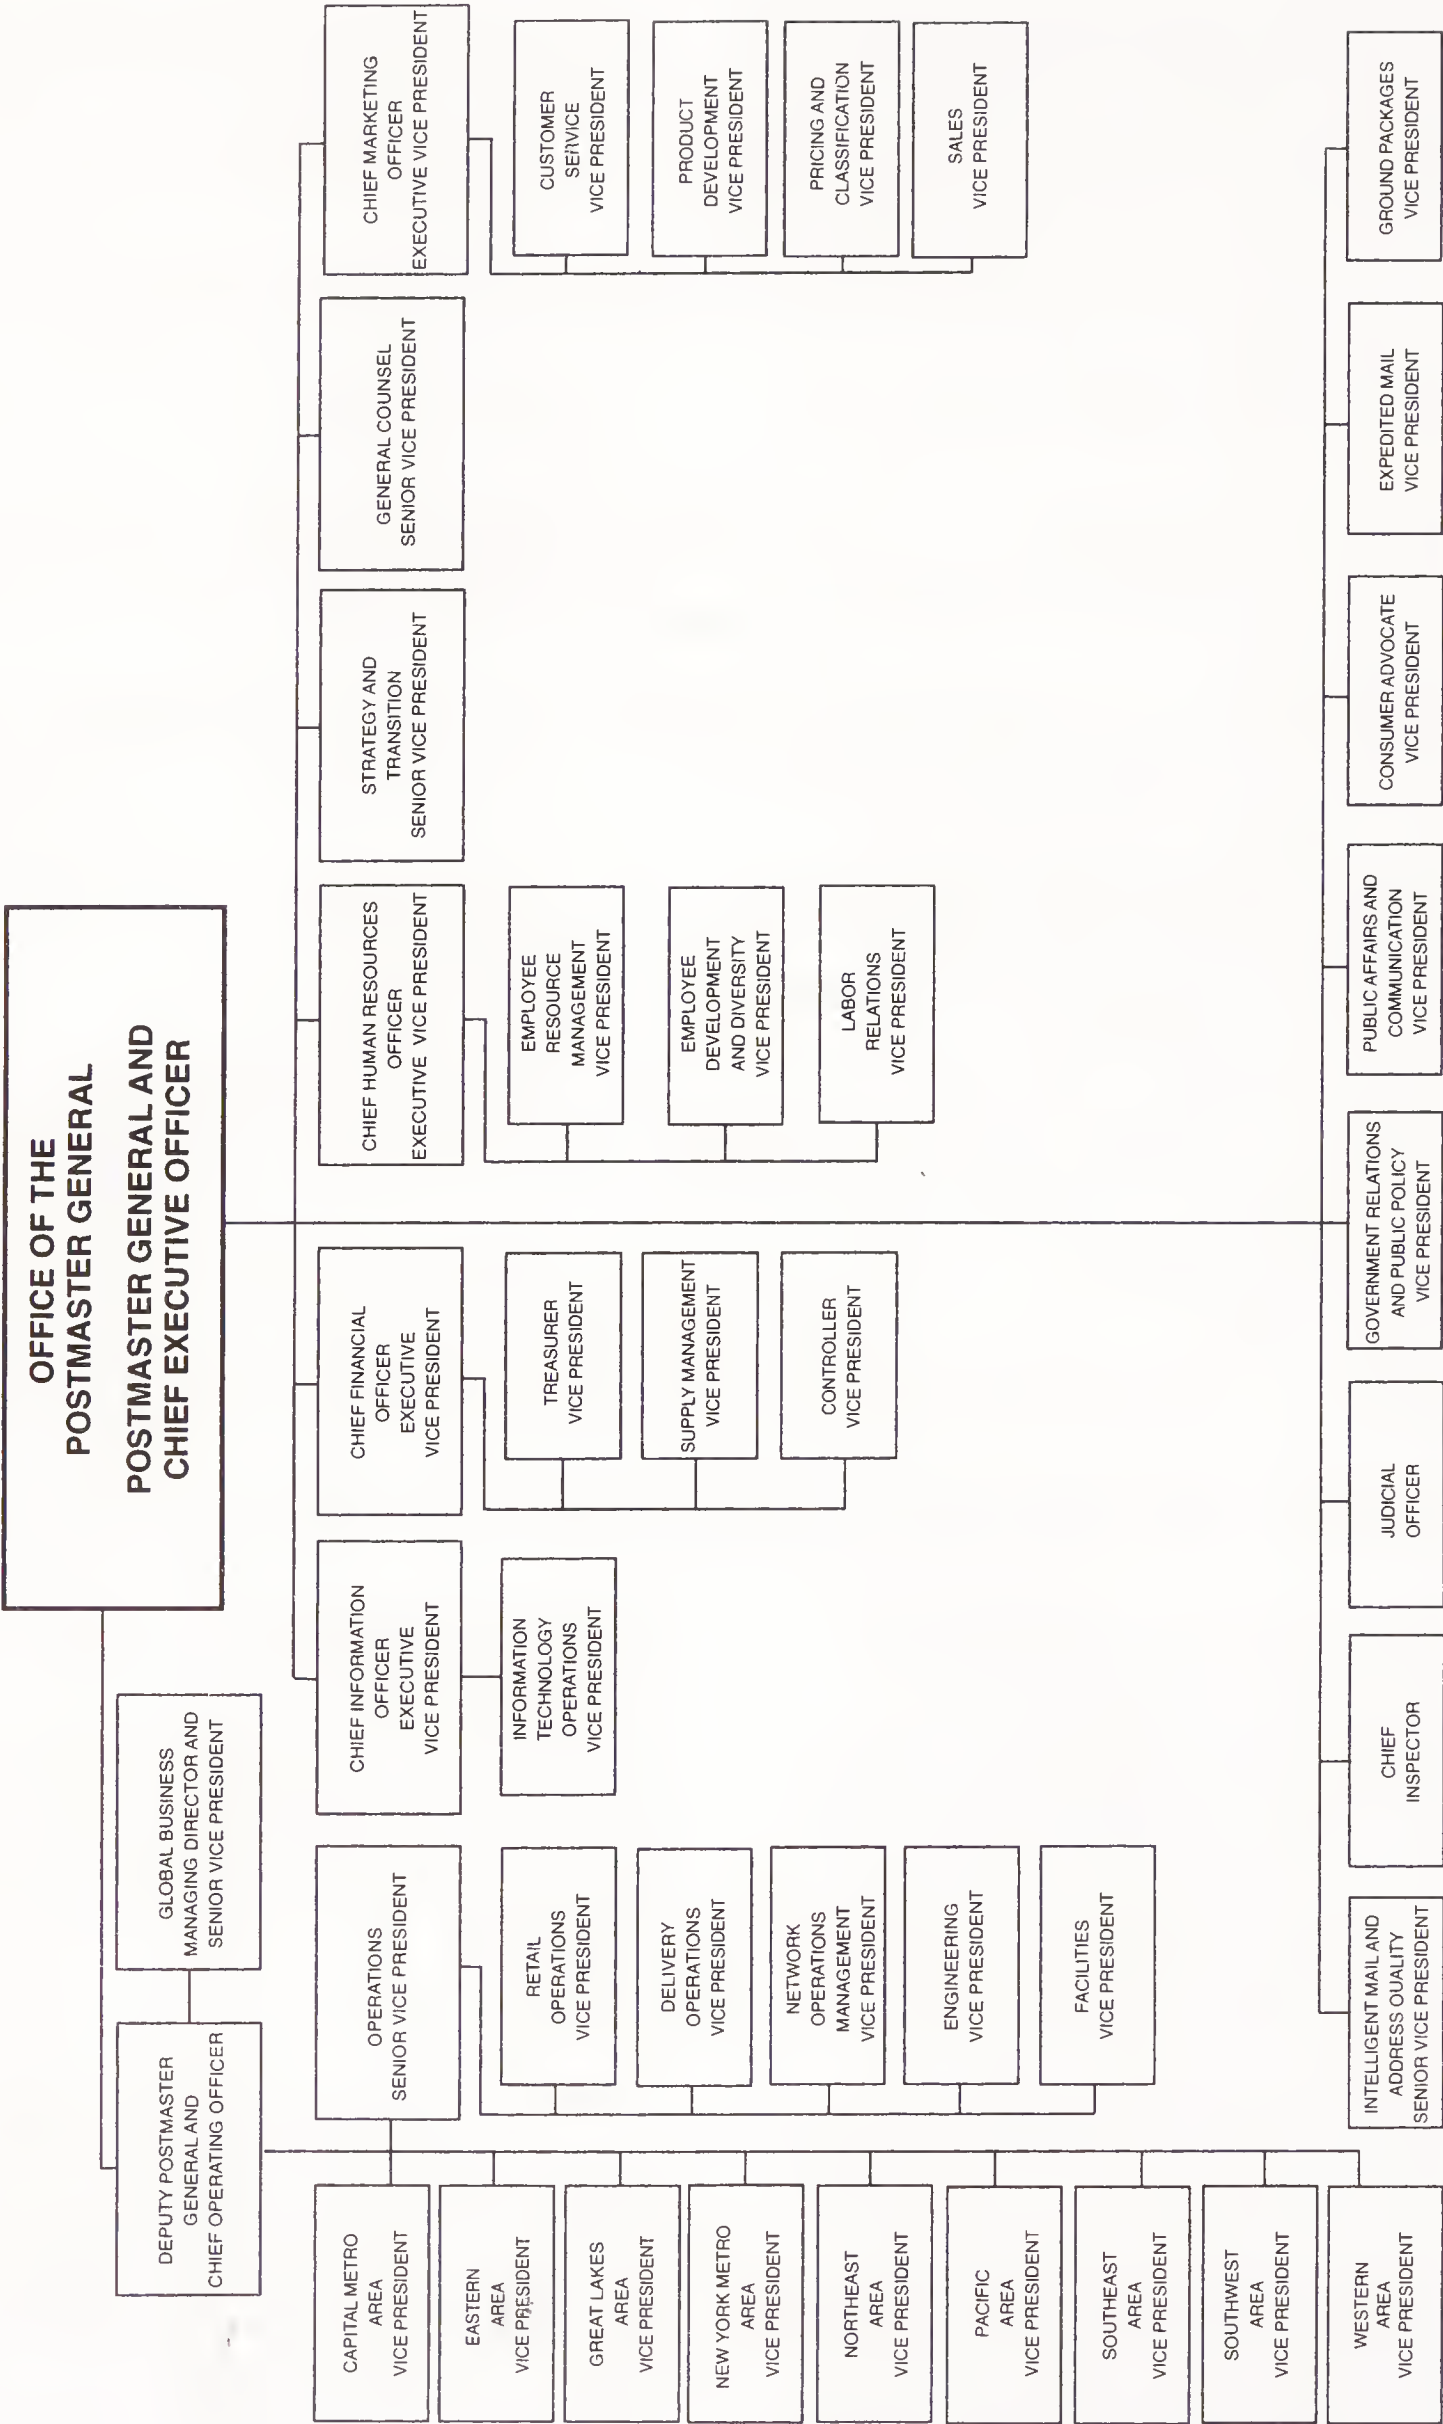 OFFICE OF THE
POSTMASTER GENERAL
POSTMASTER GENERAL AND
CHIEF EXECUTIVE OFFICER
DEPUTY POSTMASTER
GENERAL AND
CHIEF OPERATING OFFICER
GLOBAL BUSINESS
MANAGING DIRECTOR AND
SENIOR VICE PRESIDENT
CAPITAL METRO
AREA
VICE PRESIDENT
EASTERN
AREA
VICE PRESIDENT
GREAT LAKES
AREA
VICE PRESIDENT
NEW YORK METRO
AREA
VICE PRESIDENT
NORTHEAST
AREA
VICE PRESIDENT
PACIFIC
AREA
VICE PRESIDENT
SOUTHEAST
AREA
VICE PRESIDENT
SOUTHWEST
AREA
VICE PRESIDENT
WESTERN
AREA
VICE PRESIDENT
OPERATIONS
SENIOR VICE PRESIDENT
RETAIL
OPERATIONS
VICE PRESIDENT
DELIVERY
OPERATIONS
VICE PRESIDENT
NETWORK
OPERATIONS
MANAGEMENT
VICE PRESIDENT
ENGINEERING
VICE PRESIDENT
FACILITIES
VICE PRESIDENT
CHIEF INFORMATION
OFFICER
EXECUTIVE
VICE PRESIDENT
INFORMATION
TECHNOLOGY
OPERATIONS
VICE PRESIDENT
CHIEF FINANCIAL
OFFICER
EXECUTIVE
VICE PRESIDENT
TREASURER
VICE PRESIDENT
SUPPLY MANAGEMENT
VICE PRESIDENT
CONTROLLER
VICE PRESIDENT
CHIEF HUMAN RESOURCES
OFFICER
EXECUTIVE VICE PRESIDENT
EMPLOYEE
RESOURCE
MANAGEMENT
VICE PRESIDENT
EMPLOYEE
DEVELOPMENT
AND DIVERSITY
VICE PRESIDENT
LABOR
RELATIONS
VICE PRESIDENT
STRATEGY AND
TRANSITION
SENIOR VICE PRESIDENT
GENERAL COUNSEL
SENIOR VICE PRESIDENT
CHIEF MARKETING
OFFICER
EXECUTIVE VICE PRESIDENT
CUSTOMER
SERVICE
VICE PRESIDENT
PRODUCT
DEVELOPMENT
VICE PRESIDENT
PRICING AND
CLASSIFICATION
VICE PRESIDENT
SALES
VICE PRESIDENT
INTELLIGENT MAIL AND
ADDRESS QUALITY
SENIOR VICE PRESIDENT
CHIEF
INSPECTOR
JUDICIAL
OFFICER
GOVERNMENT RELATIONS
AND PUBLIC POLICY
VICE PRESIDENT
PUBLIC AFFAIRS AND
COMMUNICATION
VICE PRESIDENT
CONSUMER ADVOCATE
VICE PRESIDENT
EXPEDITED MAIL
VICE PRESIDENT
GROUND PACKAGES
VICE PRESIDENT